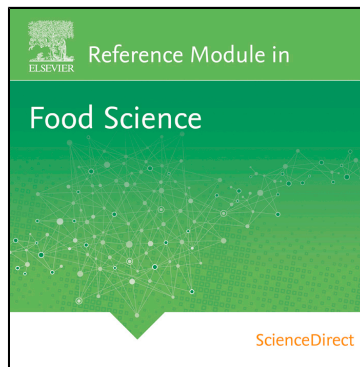 ELSEVIER
Reference Module in
Food Science
ScienceDirect